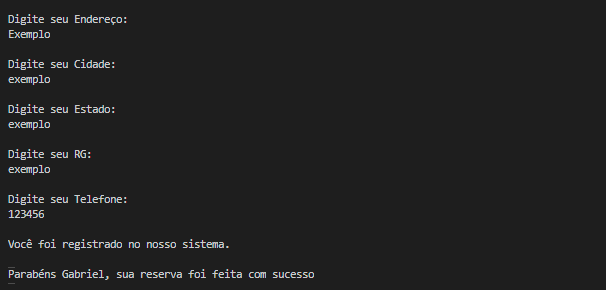 Digite seu Endereço:
Exemplo
Digite seu Cidade:
exemplo
Digite seu Estado:
exemplo
Digite seu RG:
exemplo
Digite seu Telefone:
123456
Você foi registrado no nosso sistema.
Parabéns Gabriel, sua reserva foi feita com sucesso